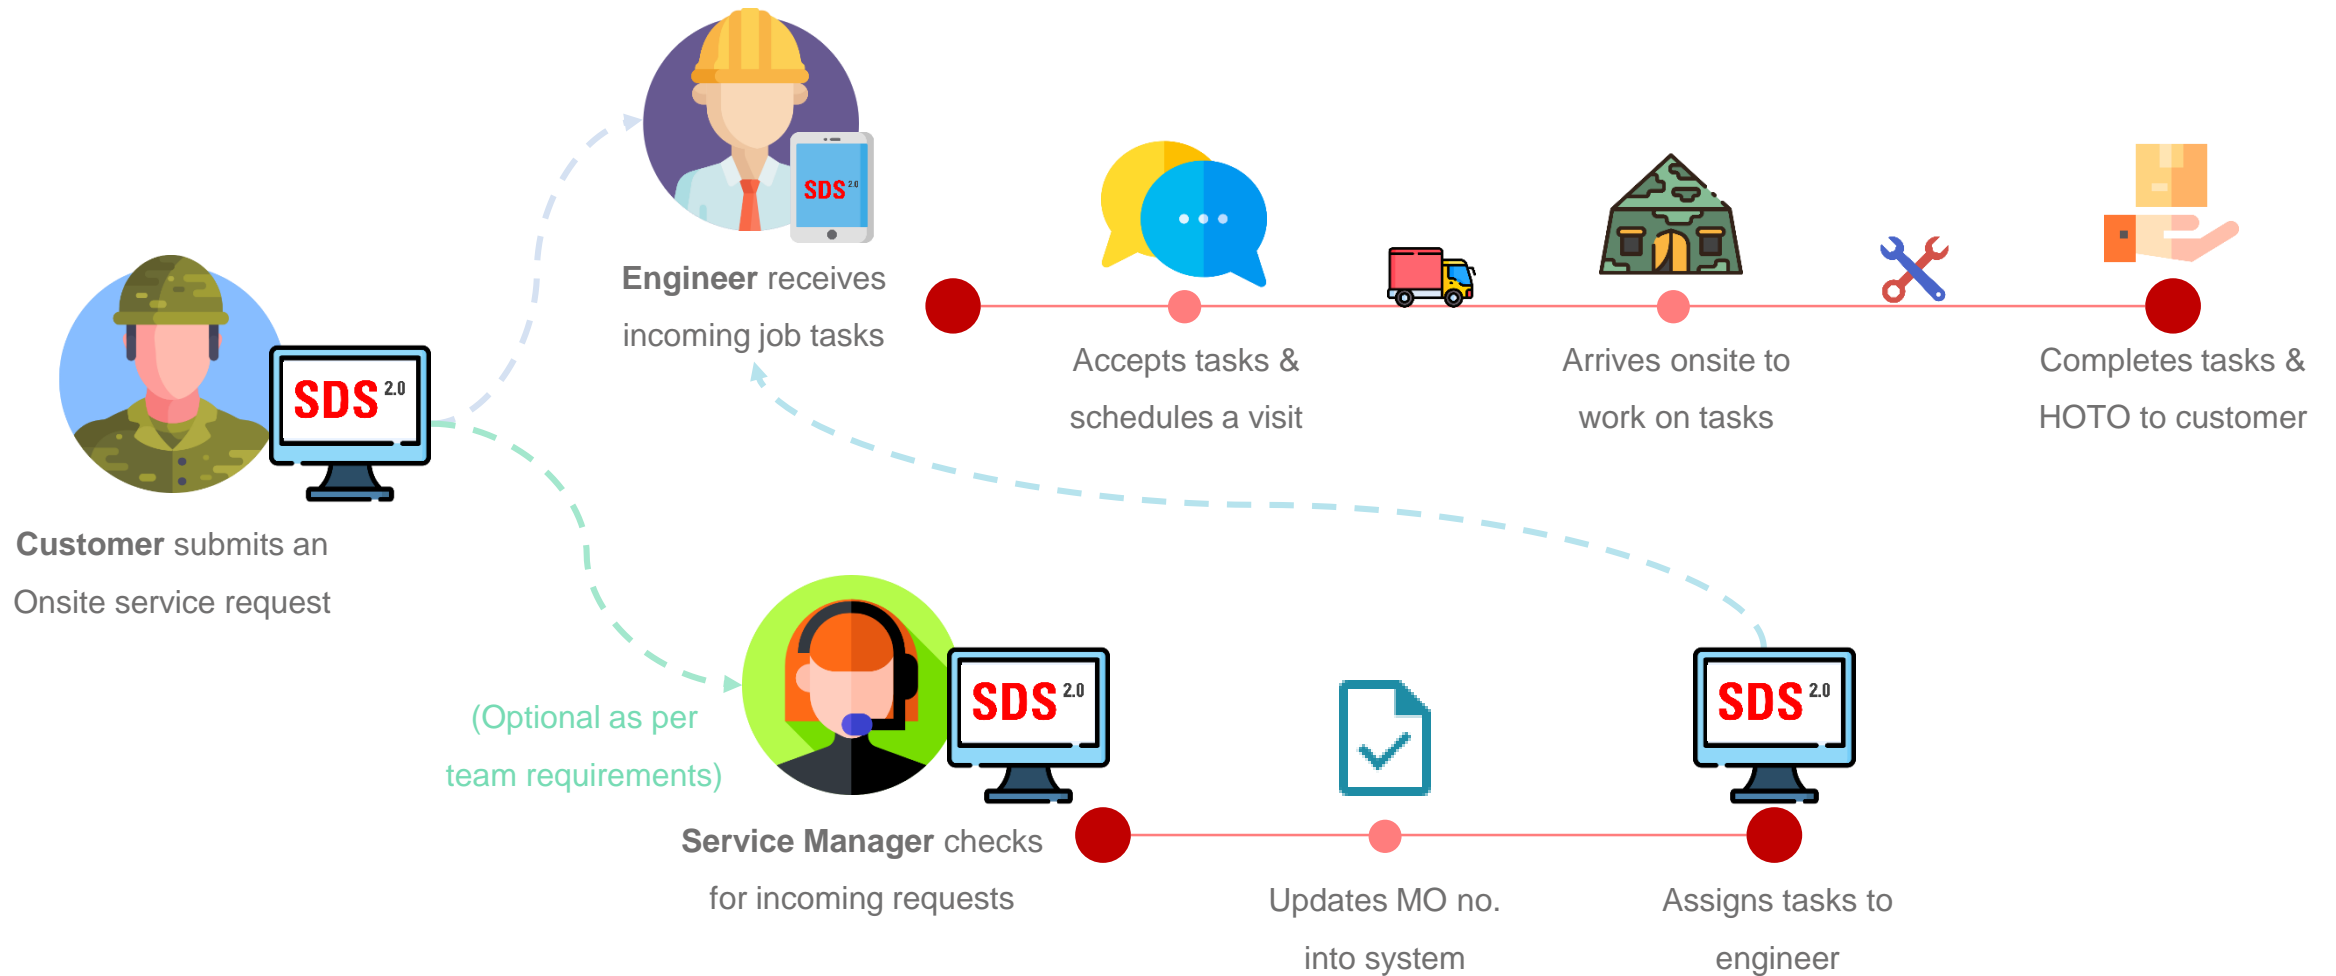 SDS 2.0
Engineer receives
incoming job tasks
Accepts tasks &
schedules a visit
Arrives onsite to
work on tasks
Completes tasks &
HOTO to customer
SDS 2.0
Customer submits an
Onsite service request
(Optional as per
team requirements)
SDS 2.0
Service Manager checks
for incoming requests
Updates MO no.
into system
SDS 2.0
Assigns tasks to
engineer